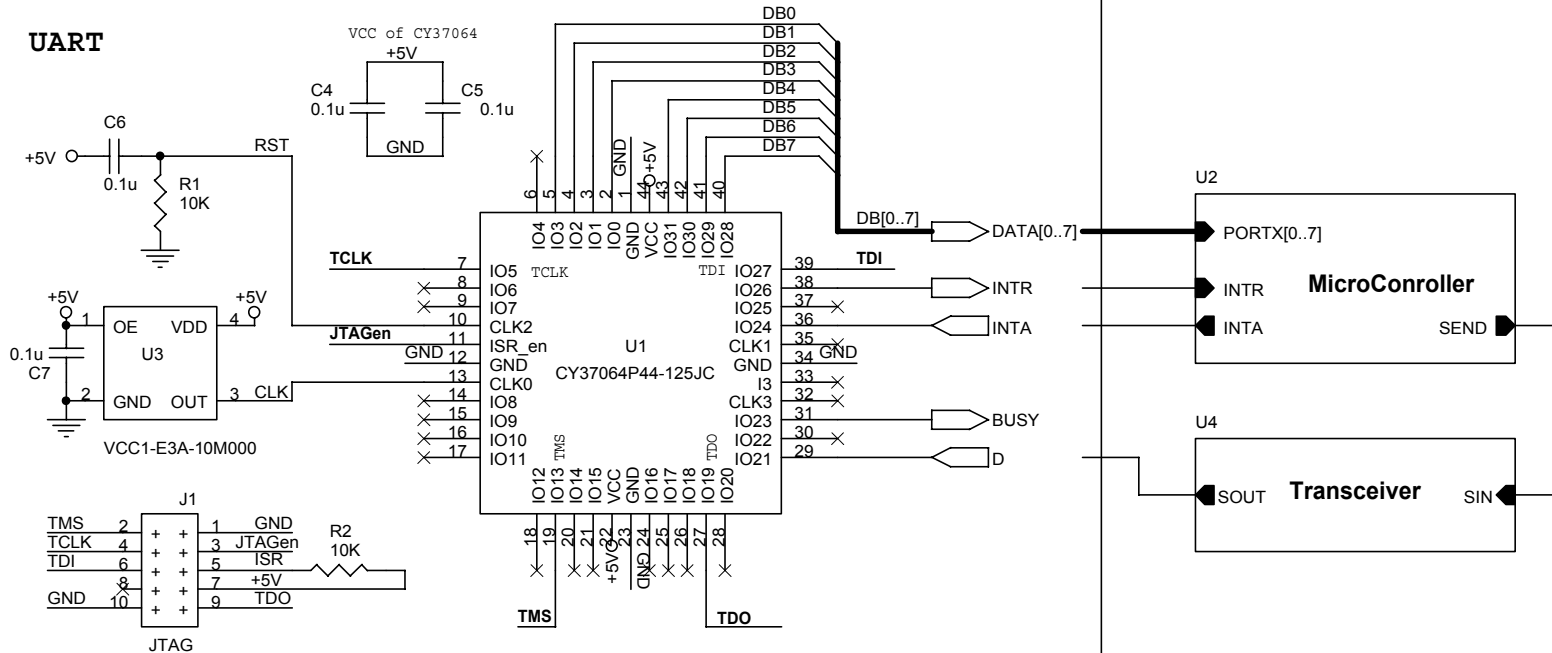 UART
VCC of CY37064
+5V
C4
0.1u
C5
0.1u
GND
DB0
DB1
DB2
DB3
DB4
DB5
DB6
DB7
C6
+5V
0.1u
RST
R1
10K
GND
+5V
6
5
4
3
2
1
44
43
42
41
40
IO4
IO3
IO2
IO1
IO0
GND
VCC
IO31
IO30
IO29
IO28
DB[0..7]
DATA[0..7]
U2
PORTX[0..7]
MicroConroller
INTR
INTA
SEND
TCLK
7
IO5
TCLK
TDI
IO27
39
TDI
8
IO6
IO26
38
INTR
9
IO7
IO25
37
10
CLK2
IO24
36
INTA
JTAGen
11
ISR_en
CLK1
35
GND
12
GND
GND
34
GND
13
CLK0
I3
33
14
IO8
CLK3
32
15
IO9
IO23
31
BUSY
16
IO10
IO22
30
17
IO11
IO21
29
D
U1
CY37064P44-125JC
TMS
TDO
IO12
IO13
IO14
IO15
VCC
GND
IO16
IO17
IO18
IO19
IO20
18
19
20
21
22
23
24
25
26
27
28
+5V
GND
TMS
TDO
+5V
+5V
1
OE
VDD
4
0.1u
C7
U3
2
GND
OUT
3
CLK
VCC1-E3A-10M000
U4
Transceiver
SOUT
SIN
J1
TMS
2
1
GND
TCLK
4
3
JTAGen
TDI
6
5
ISR
8
7
+5V
GND
10
9
TDO
R2
10K
JTAG